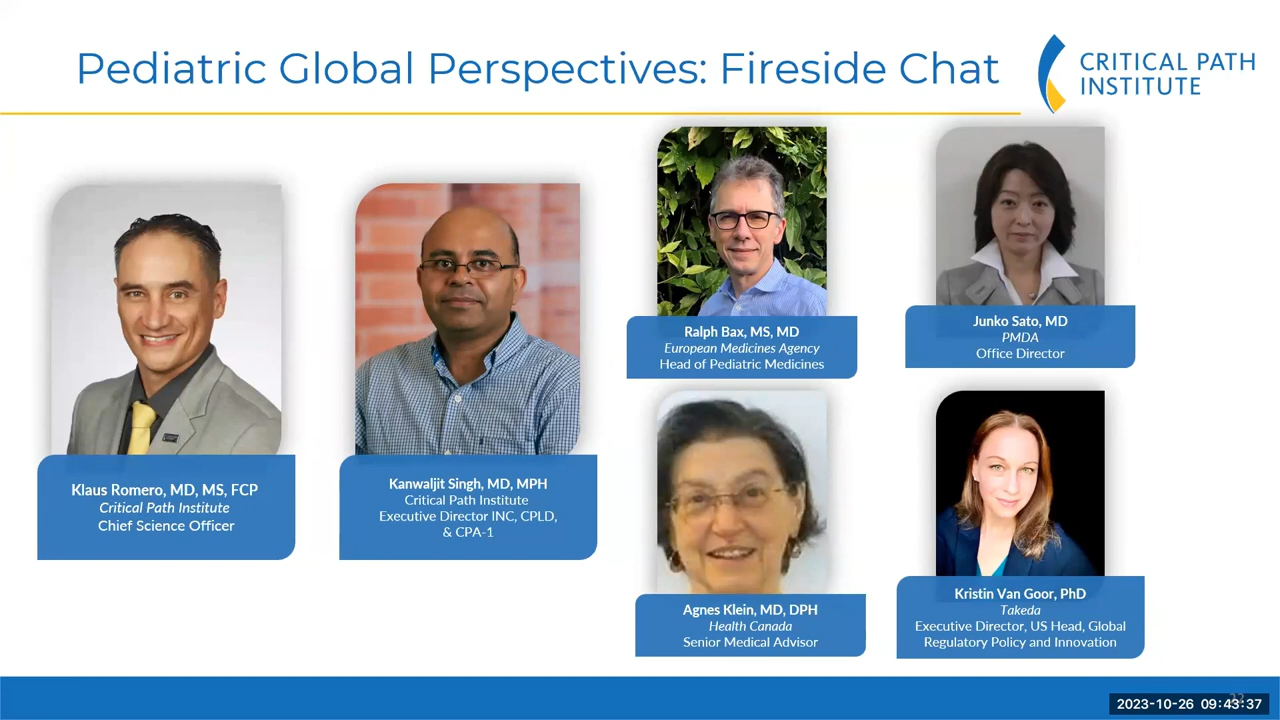 Pediatric Global Perspectives: Fireside Chat
CRITICAL PATH
INSTITUTE
Klaus Romero, MD, MS, FCP
Critical Path Institute
Chief Science Officer
Kanwaljit Singh, MD, MPH
Critical Path Institute
Executive Director INC, CPLD,
& CPA-1
Ralph Bax, MS, MD
European Medicines Agency
Head of Pediatric Medicines
Junko Sato, MD
PMDA
Office Director
Agnes Klein, MD, DPH
Health Canada
Senior Medical Advisor
Kristin Van Goor, PhD
Takeda
Executive Director, US Head, Global
Regulatory Policy and Innovation
2023-10-26 09:43:37